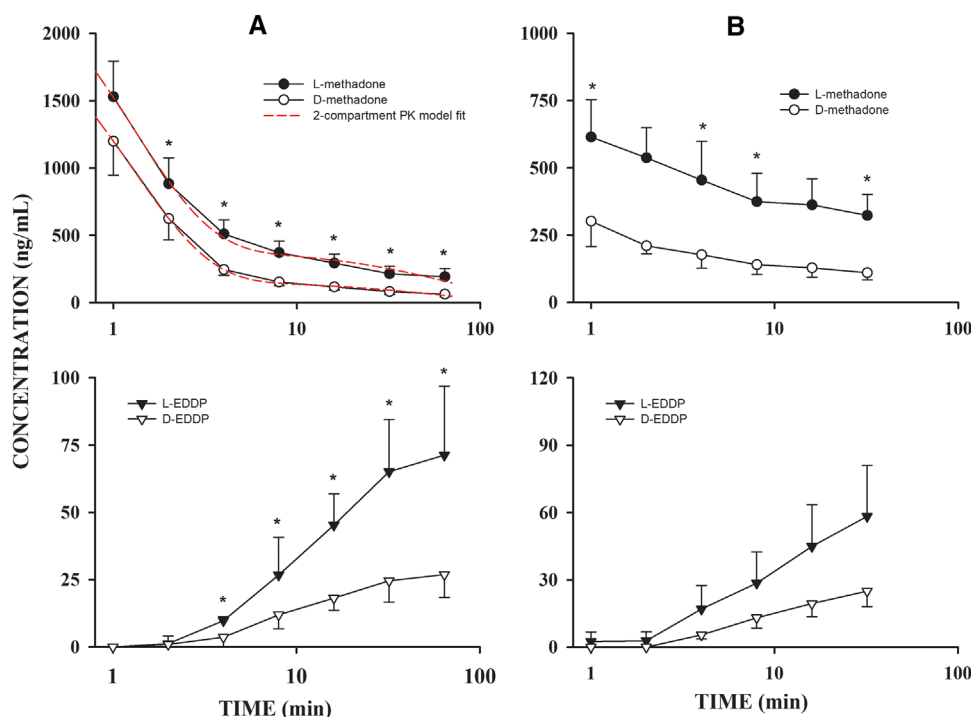 A
B
CONCENTRATION (ng/mL)
2000
1500
1000
500
0
L-methadone
D-methadone
2-compartment PK model fit
* * * * * *
1 10 100
1000
750
500
250
0
L-methadone
D-methadone
* * * *
1 10 100
100
75
50
25
0
L-EDDP
D-EDDP
* * * * *
1 10 100
TIME (min)
120
90
60
30
0
L-EDDP
D-EDDP
1 10 100
TIME (min)